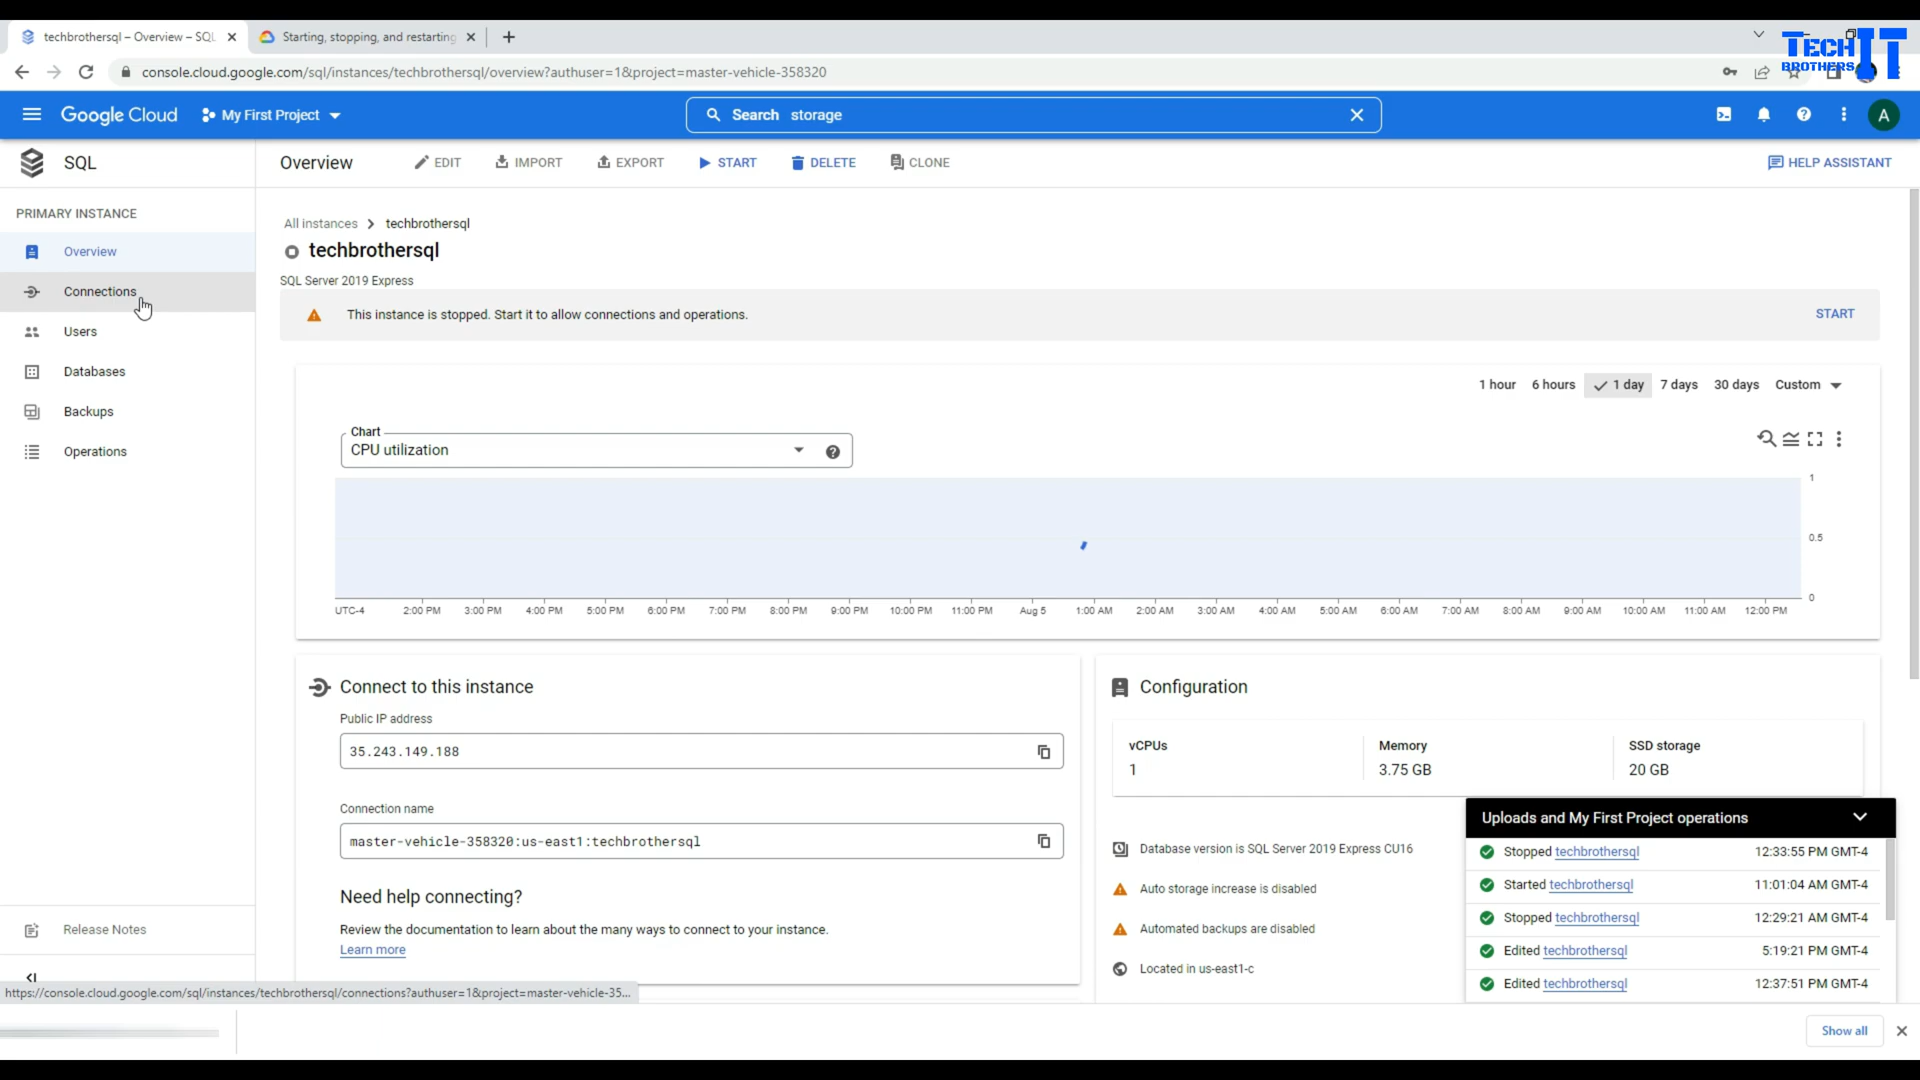 techbrothersql – Overview – SQL
Starting, stopping, and restarting
TECH IT
BROTHERS
console.cloud.google.com/sql/instances/techbrothersql/overview?authuser=1&project=master-vehicle-358320
Google Cloud
My First Project
Search storage
A
SQL
Overview
EDIT
IMPORT
EXPORT
START
DELETE
CLONE
HELP ASSISTANT
PRIMARY INSTANCE
Overview
Connections
Users
Databases
Backups
Operations
Release Notes
All instances > techbrothersql
techbrothersql
SQL Server 2019 Express
This instance is stopped. Start it to allow connections and operations.
START
1 hour 6 hours 1 day 7 days 30 days Custom
Chart
CPU utilization
1
0.5
0
UTC-4 2:00 PM 3:00 PM 4:00 PM 5:00 PM 6:00 PM 7:00 PM 8:00 PM 9:00 PM 10:00 PM 11:00 PM Aug 5 1:00 AM 2:00 AM 3:00 AM 4:00 AM 5:00 AM 6:00 AM 7:00 AM 8:00 AM 9:00 AM 10:00 AM 11:00 AM 12:00 PM
Connect to this instance
Public IP address
35.243.149.188
Connection name
master-vehicle-358320:us-east1:techbrothersql
Need help connecting?
Review the documentation to learn about the many ways to connect to your instance.
Learn more
Configuration
vCPUs
1
Memory
3.75 GB
SSD storage
20 GB
Database version is SQL Server 2019 Express CU16
Auto storage increase is disabled
Automated backups are disabled
Located in us-east1-c
Uploads and My First Project operations
Stopped techbrothersql 12:33:55 PM GMT-4
Started techbrothersql 11:01:04 AM GMT-4
Stopped techbrothersql 12:29:21 AM GMT-4
Edited techbrothersql 5:19:21 PM GMT-4
Edited techbrothersql 12:37:51 PM GMT-4
https://console.cloud.google.com/sql/instances/techbrothersql/connections?authuser=1&project=master-vehicle-35...
Show all